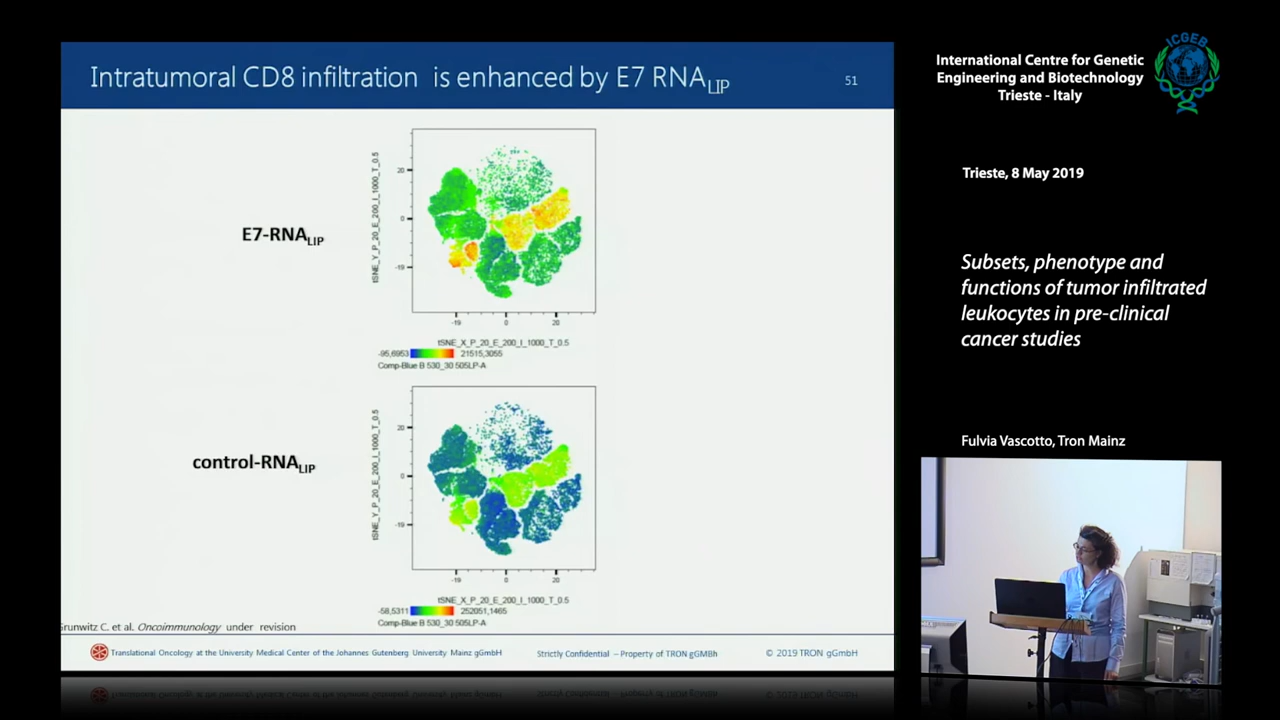 Intratumoral CD8 infiltration is enhanced by E7 RNALIP
51
E7-RNALIP
tSNE_Y_P_20_E_200_I_1000_T_0.5
20
0
-19
-19
0
20
tSNE_X_P_20_E_200_I_1000_T_0.5
-95,6953
21515,3055
Comp-Blue B 530_30 505LP-A
control-RNALIP
tSNE_Y_P_20_E_200_I_1000_T_0.5
20
0
-19
-19
0
20
tSNE_X_P_20_E_200_I_1000_T_0.5
-58,5311
252051,1465
Comp-Blue B 530_30 505LP-A
Grunwitz C. et al. Oncoimmunology under revision
Translational Oncology at the University Medical Center of the Johannes Gutenberg University Mainz gGmbH
Strictly Confidential – Property of TRON gGMBh
© 2019 TRON gGmbH
International Centre for Genetic
Engineering and Biotechnology
Trieste - Italy
ICGEB
Trieste, 8 May 2019
Subsets, phenotype and
functions of tumor infiltrated
leukocytes in pre-clinical
cancer studies
Fulvia Vascotto, Tron Mainz